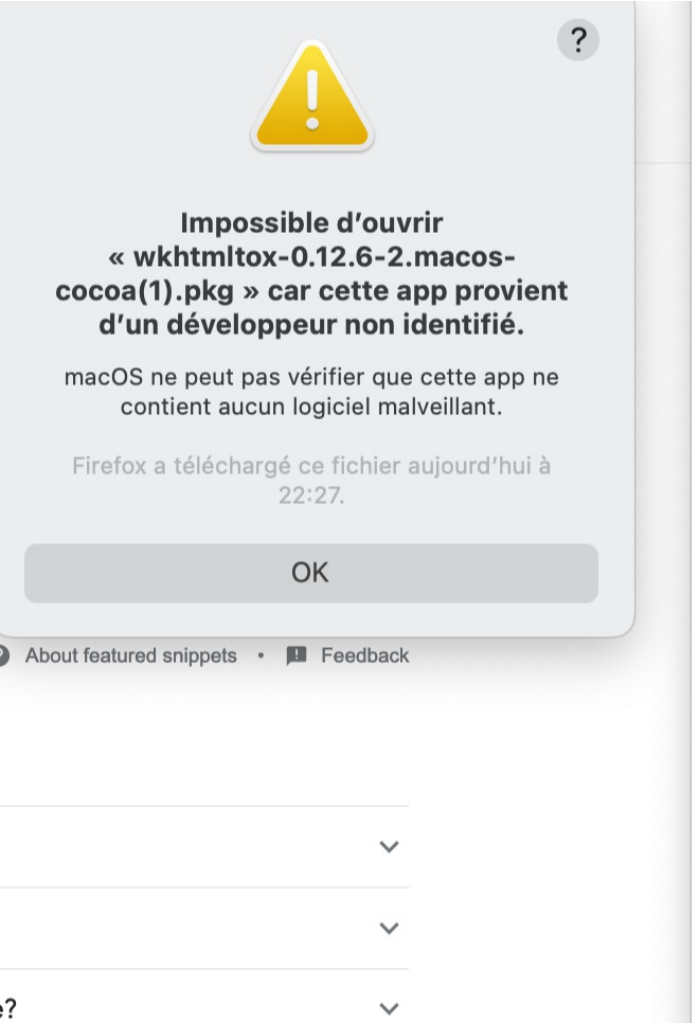 ?
Impossible d’ouvrir
« wkhtmltox-0.12.6-2.macos-
cocoa(1).pkg » car cette app provient
d’un développeur non identifié.
macOS ne peut pas vérifier que cette app ne
contient aucun logiciel malveillant.
Firefox a téléchargé ce fichier aujourd’hui à
22:27.
OK
About featured snippets • Feedback
e?